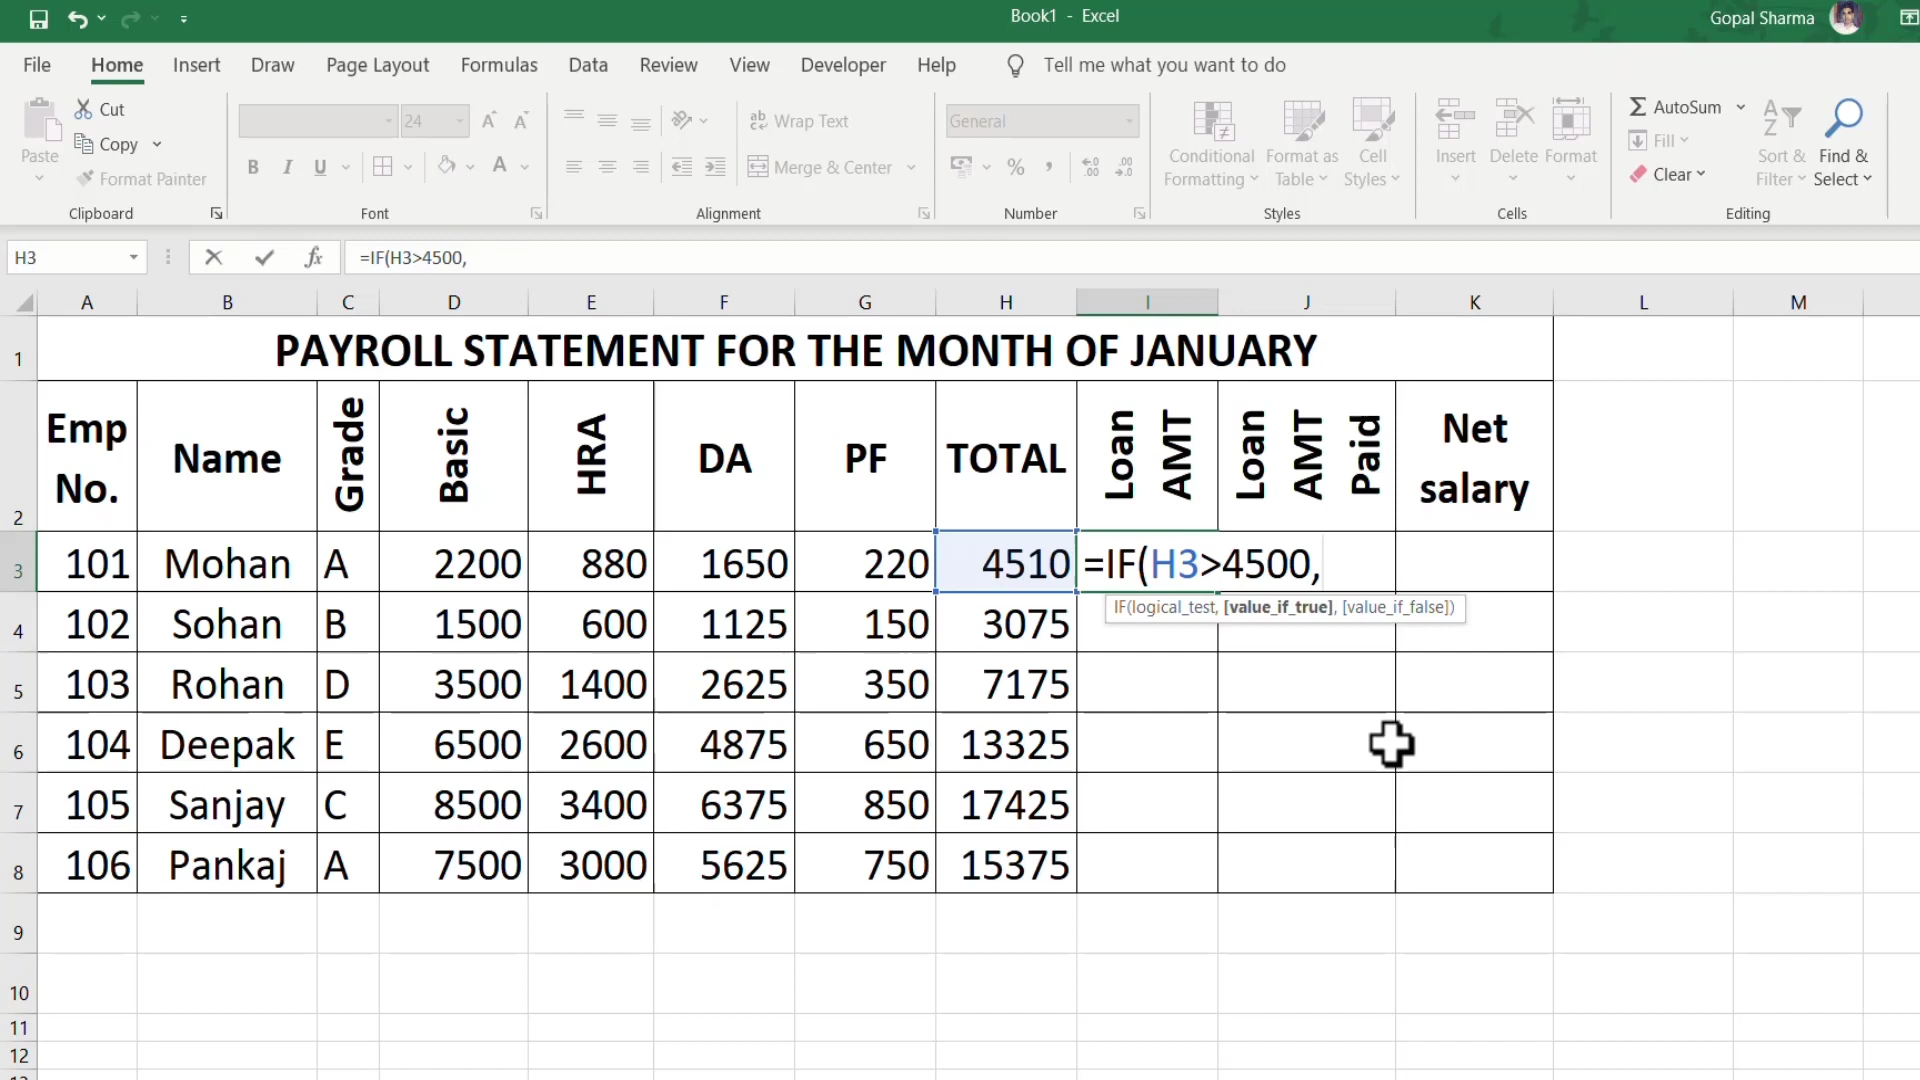 Book1 - Excel
Gopal Sharma
File Home Insert Draw Page Layout Formulas Data Review View Developer Help Tell me what you want to do
Paste
Cut
Copy
Format Painter
Clipboard
24
B I U
Font
Wrap Text
Merge & Center
Alignment
General
%
Number
Conditional Formatting
Format as Table
Cell Styles
Styles
Insert
Delete
Format
Cells
AutoSum
Fill
Clear
Sort & Filter
Find & Select
Editing
H3
fx
=IF(H3>4500,
A B C D E F G H I J K L M
1 PAYROLL STATEMENT FOR THE MONTH OF JANUARY
2 Emp No. Name Grade Basic HRA DA PF TOTAL Loan AMT Loan AMT Paid Net salary
3 101 Mohan A 2200 880 1650 220 4510 =IF(H3>4500,
IF(logical_test, [value_if_true], [value_if_false])
4 102 Sohan B 1500 600 1125 150 3075
5 103 Rohan D 3500 1400 2625 350 7175
6 104 Deepak E 6500 2600 4875 650 13325
7 105 Sanjay C 8500 3400 6375 850 17425
8 106 Pankaj A 7500 3000 5625 750 15375
9
10
11
12